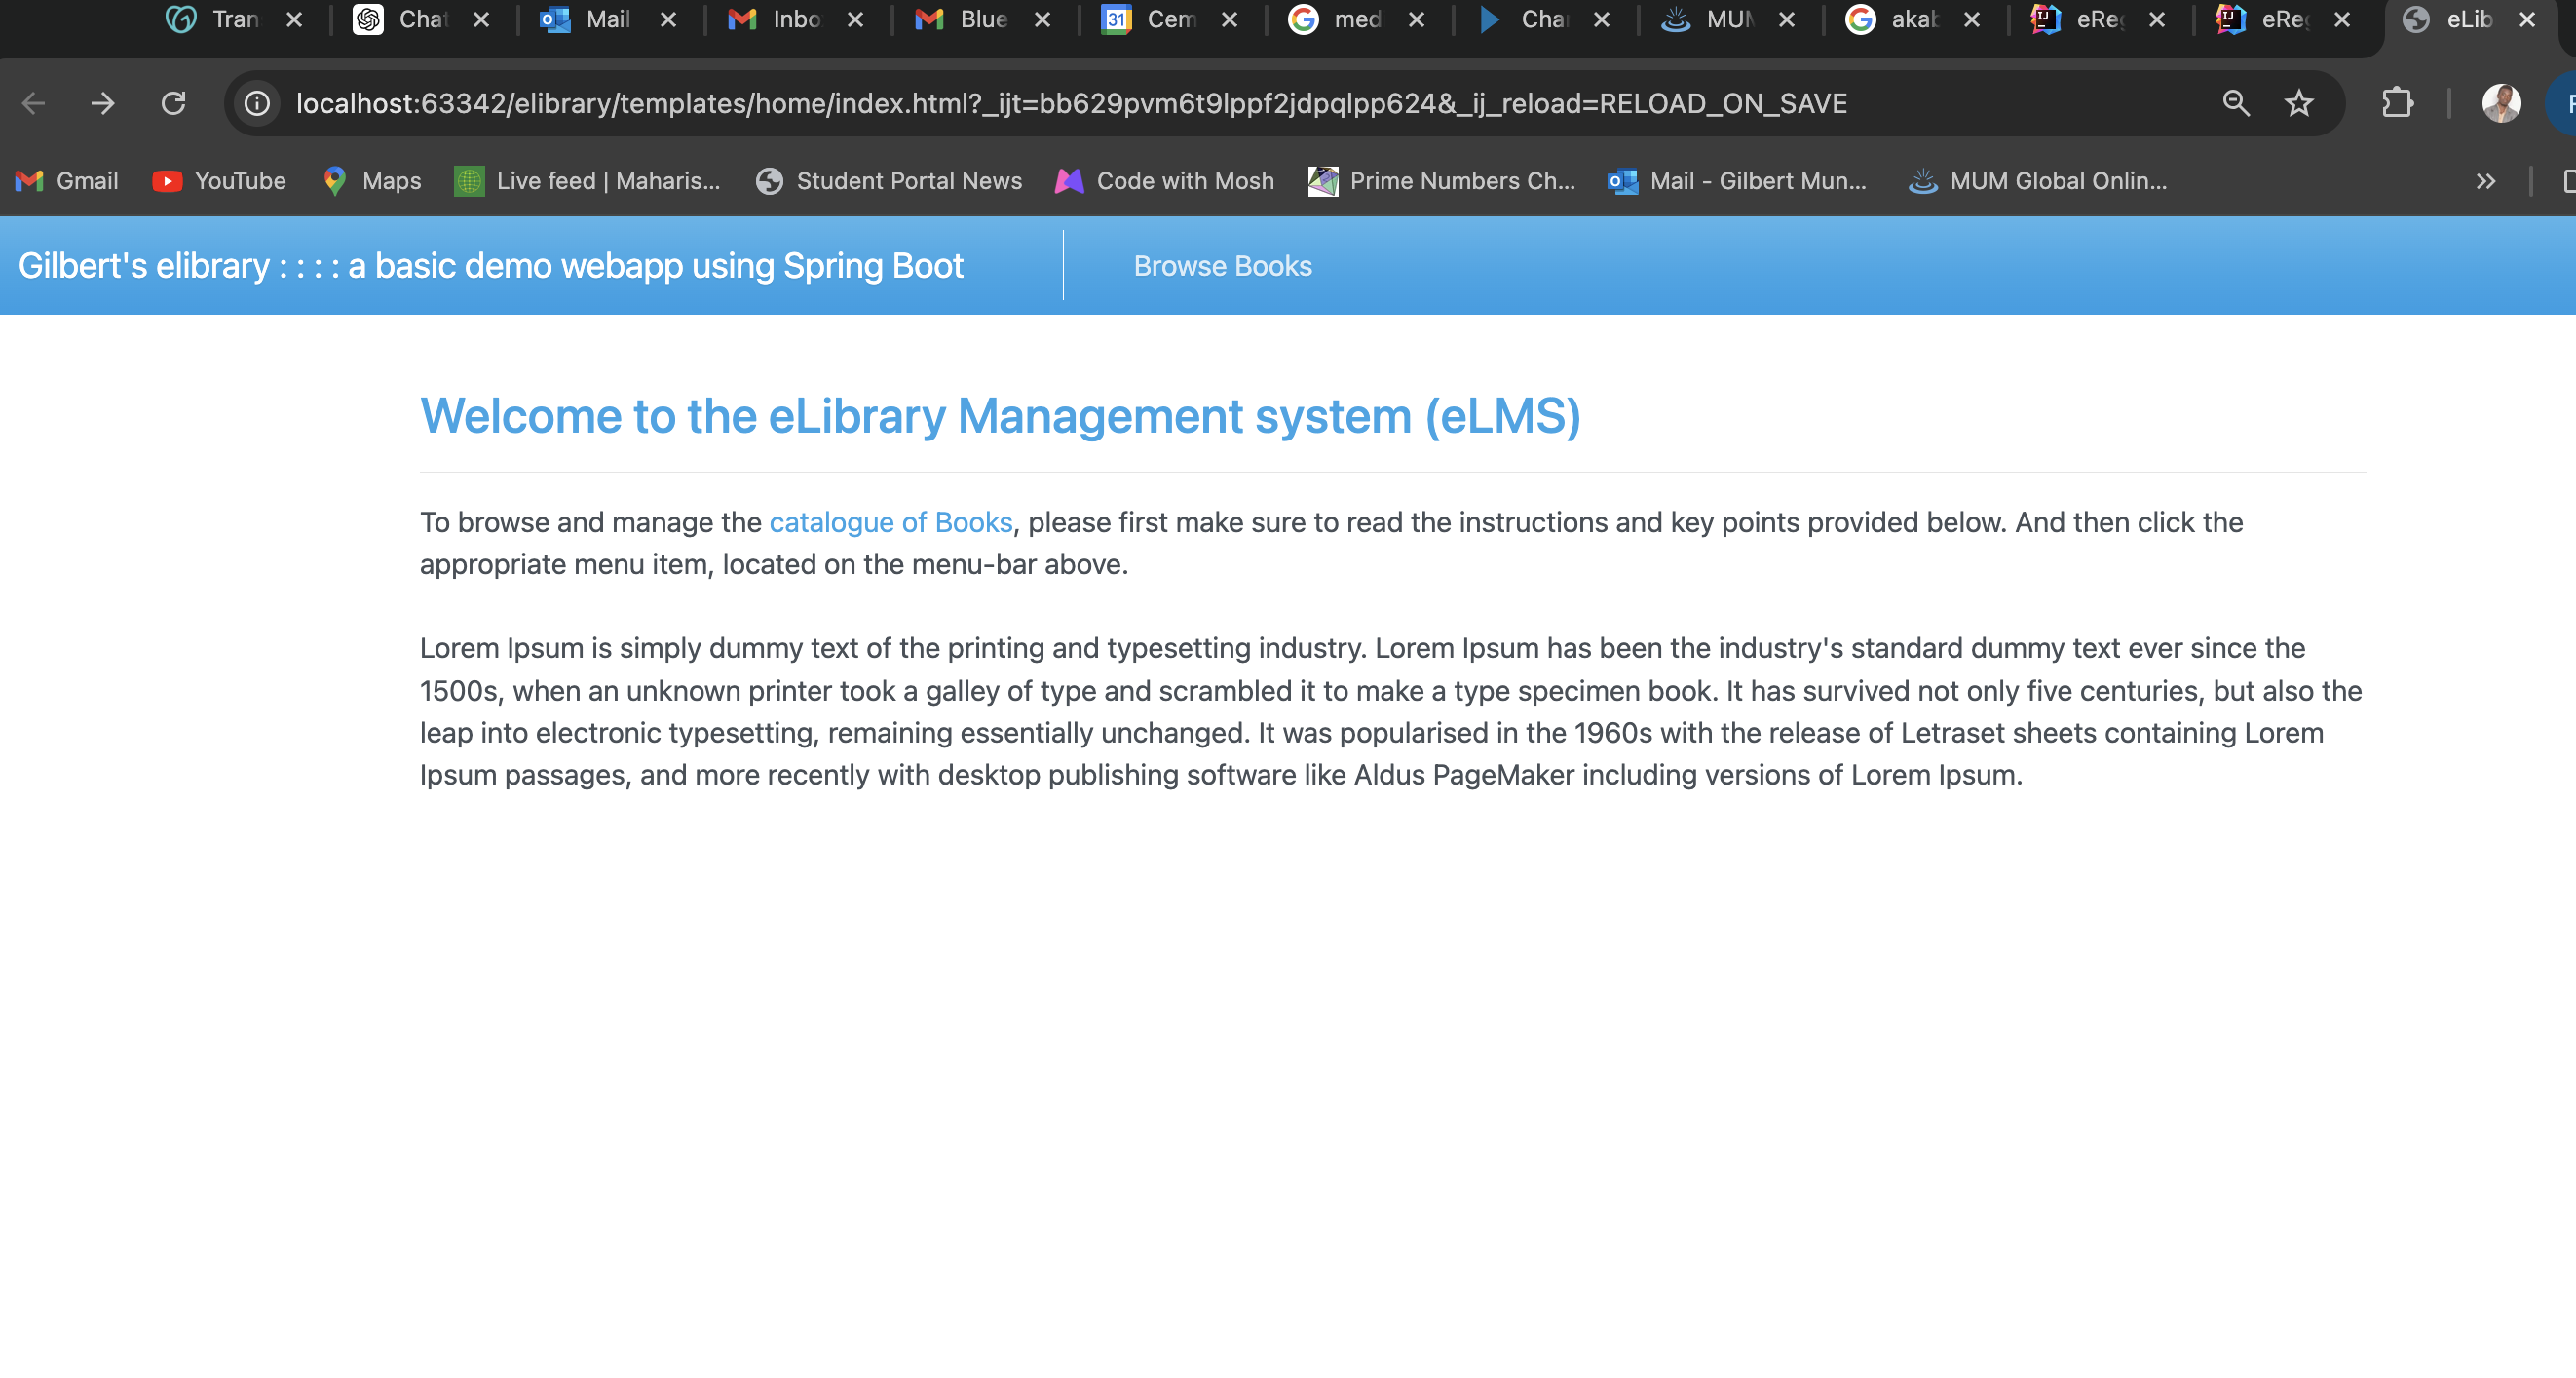 Tran Chat Mail Inbo Blue 31 Cem med Cha MUM akab eReg eReg eLib
localhost:63342/elibrary/templates/home/index.html?_ijt=bb629pvm6t9lppf2jdpqlpp624&_ij_reload=RELOAD_ON_SAVE
Gmail YouTube Maps Live feed | Maharis... Student Portal News Code with Mosh Prime Numbers Ch... Mail - Gilbert Mun... MUM Global Onlin...
Gilbert's elibrary : : : : a basic demo webapp using Spring Boot Browse Books
Welcome to the eLibrary Management system (eLMS)
To browse and manage the catalogue of Books, please first make sure to read the instructions and key points provided below. And then click the
appropriate menu item, located on the menu-bar above.
Lorem Ipsum is simply dummy text of the printing and typesetting industry. Lorem Ipsum has been the industry's standard dummy text ever since the
1500s, when an unknown printer took a galley of type and scrambled it to make a type specimen book. It has survived not only five centuries, but also the
leap into electronic typesetting, remaining essentially unchanged. It was popularised in the 1960s with the release of Letraset sheets containing Lorem
Ipsum passages, and more recently with desktop publishing software like Aldus PageMaker including versions of Lorem Ipsum.